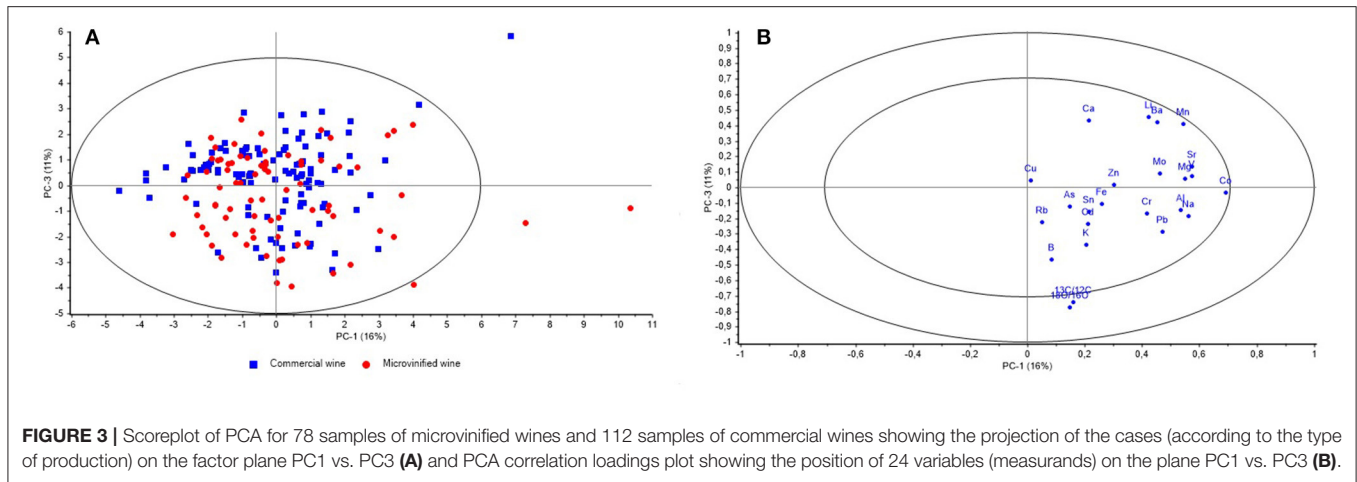 A
PC-3 (11%)
6
5
4
3
2
1
0
-1
-2
-3
-4
-5
-6 -5 -4 -3 -2 -1 0 1 2 3 4 5 6 7 8 9 10 11
PC-1 (16%)
Commercial wine Microvinified wine
B
PC-3 (11%)
1
0,9
0,8
0,7
0,6
0,5
0,4
0,3
0,2
0,1
0
-0,1
-0,2
-0,3
-0,4
-0,5
-0,6
-0,7
-0,8
-0,9
-1
Ca Li Ba Mn
Sr
Mo V
Mg
Cu Zn Co
As Fe
Sn Cr Al Na
Rb Cd Pb
K
B
13C/12C
18O/16O
-1 -0,8 -0,6 -0,4 -0,2 0 0,2 0,4 0,6 0,8 1
PC-1 (16%)
FIGURE 3 | Scoreplot of PCA for 78 samples of microvinified wines and 112 samples of commercial wines showing the projection of the cases (according to the type
of production) on the factor plane PC1 vs. PC3 (A) and PCA correlation loadings plot showing the position of 24 variables (measurands) on the plane PC1 vs. PC3 (B).